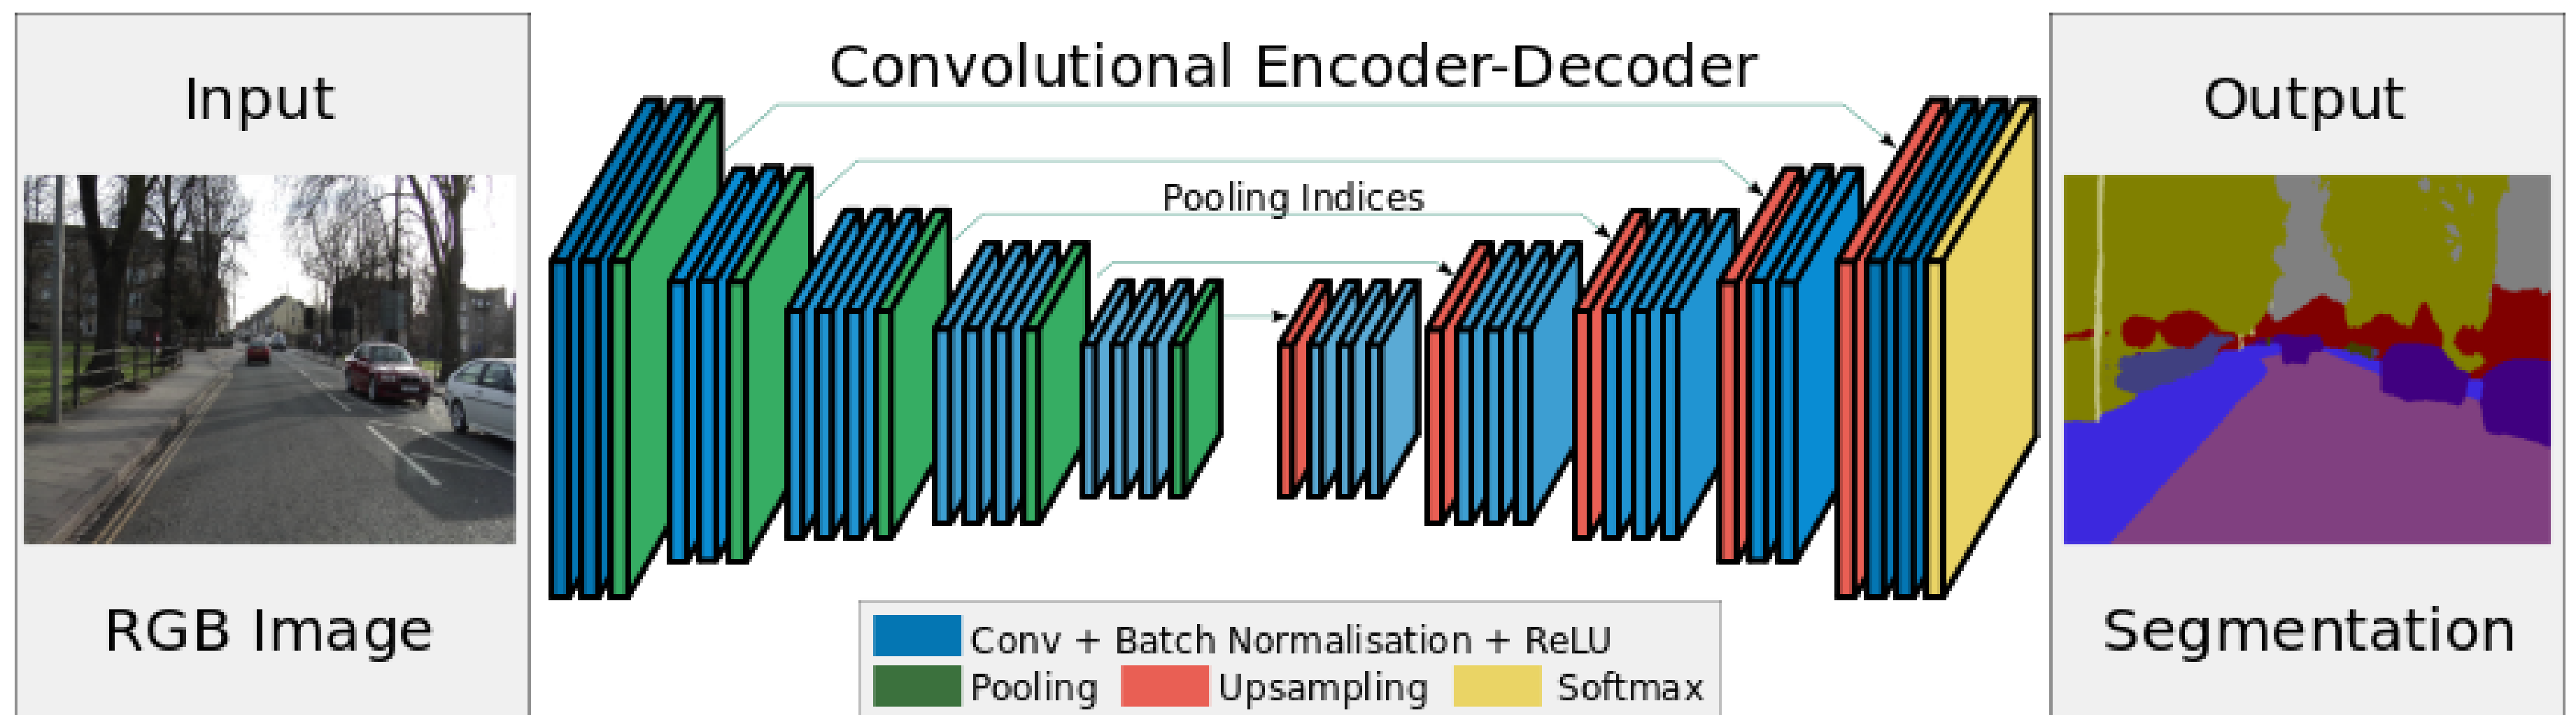 Input
RGB Image
Convolutional Encoder-Decoder
Pooling Indices
Conv + Batch Normalisation + ReLU
Pooling
Upsampling
Softmax
Output
Segmentation